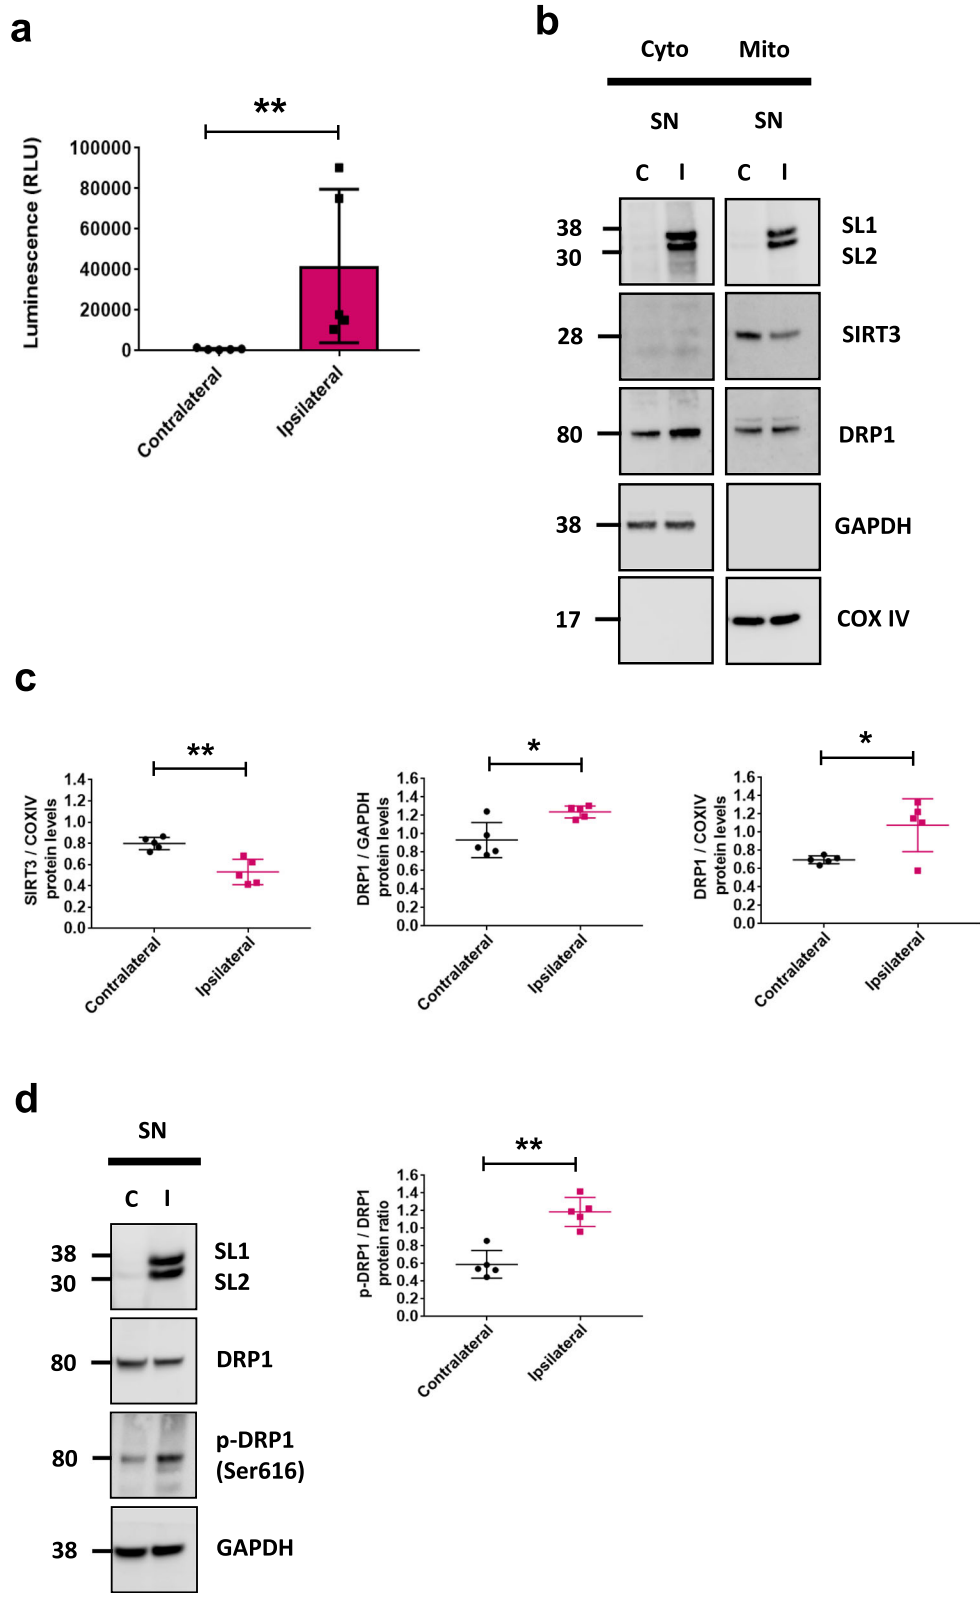 a
**
Luminescence (RLU)
100000
80000
60000
40000
20000
0
Contralateral
Ipsilateral
b
Cyto Mito
SN SN
C I C I
38
30
SL1
SL2
28
SIRT3
80
DRP1
38
GAPDH
17
COX IV
c
**
SIRT3 / COXIV
protein levels
1.4
1.2
1.0
0.8
0.6
0.4
0.2
0.0
Contralateral
Ipsilateral
*
DRP1 / GAPDH
protein levels
1.6
1.4
1.2
1.0
0.8
0.6
0.4
0.2
0.0
Contralateral
Ipsilateral
*
DRP1 / COXIV
protein levels
1.6
1.4
1.2
1.0
0.8
0.6
0.4
0.2
0.0
Contralateral
Ipsilateral
d
SN
C I
38
30
SL1
SL2
80
DRP1
80
p-DRP1
(Ser616)
38
GAPDH
**
p-DRP1 / DRP1
protein ratio
1.6
1.4
1.2
1.0
0.8
0.6
0.4
0.2
0.0
Contralateral
Ipsilateral